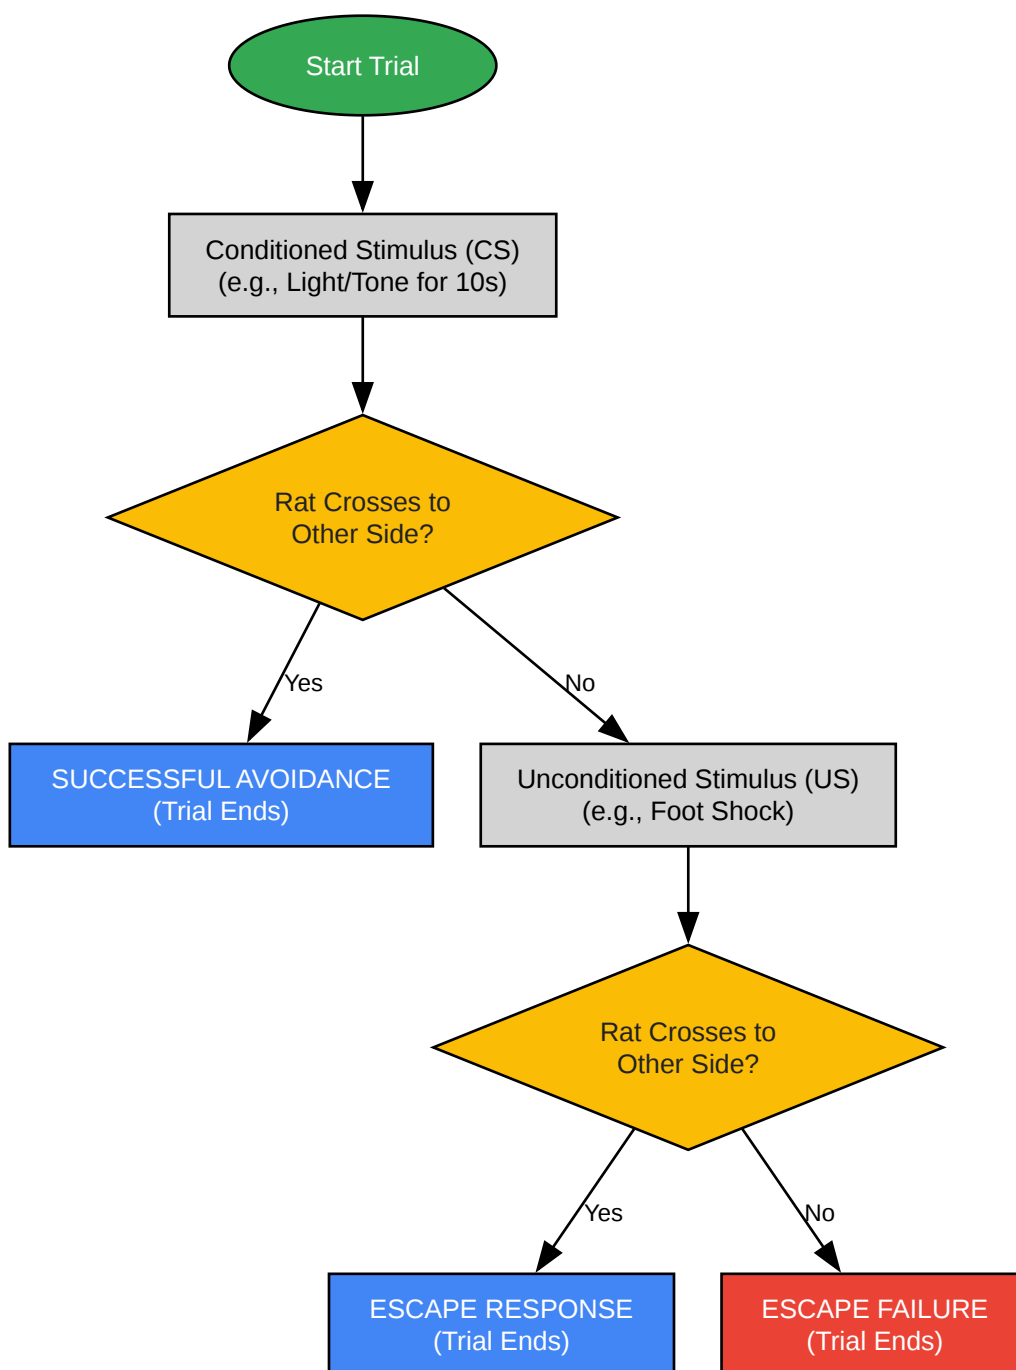 Start Trial
Conditioned Stimulus (CS)
(e.g., Light/Tone for 10s)
Rat Crosses to
Other Side?
Yes
No
SUCCESSFUL AVOIDANCE
(Trial Ends)
Unconditioned Stimulus (US)
(e.g., Foot Shock)
Rat Crosses to
Other Side?
Yes
No
ESCAPE RESPONSE
(Trial Ends)
ESCAPE FAILURE
(Trial Ends)